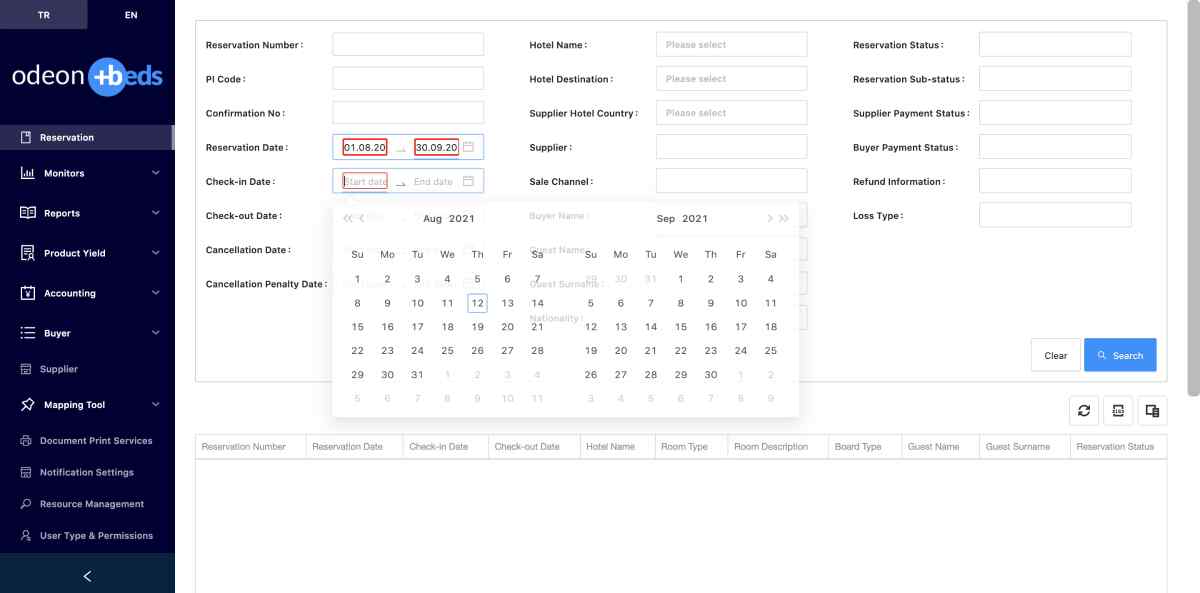 TR EN
odeon +beds
Reservation
Monitors
Reports
Product Yield
Accounting
Buyer
Supplier
Mapping Tool
Document Print Services
Notification Settings
Resource Management
User Type & Permissions
Reservation Number : Hotel Name : Please select Reservation Status :
PI Code : Hotel Destination : Please select Reservation Sub-status :
Confirmation No : Supplier Hotel Country : Please select Supplier Payment Status :
Reservation Date : 01.08.20 → 30.09.20 Supplier : Buyer Payment Status :
Check-in Date : Start date → End date Sale Channel : Refund Information :
Check-out Date : Buyer Name : Loss Type :
Cancellation Date : Guest Name
Cancellation Penalty Date : Guest Surname :
Nationality :
Aug 2021 Sep 2021
Su Mo Tu We Th Fr Sa Su Mo Tu We Th Fr Sa
1 2 3 4 5 6 7 29 30 31 1 2 3 4
8 9 10 11 12 13 14 5 6 7 8 9 10 11
15 16 17 18 19 20 21 12 13 14 15 16 17 18
22 23 24 25 26 27 28 19 20 21 22 23 24 25
29 30 31 1 2 3 4 26 27 28 29 30 1 2
5 6 7 8 9 10 11 3 4 5 6 7 8 9
Clear Search
Reservation Number Reservation Date Check-in Date Check-out Date Hotel Name Room Type Room Description Board Type Guest Name Guest Surname Reservation Status